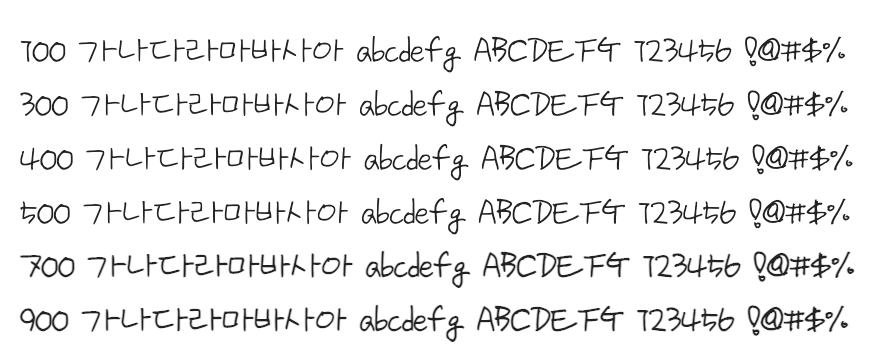 100 가나다라마바사아 abcdefg ABCDEFG 123456 !@#$%
300 가나다라마바사아 abcdefg ABCDEFG 123456 !@#$%
400 가나다라마바사아 abcdefg ABCDEFG 123456 !@#$%
500 가나다라마바사아 abcdefg ABCDEFG 123456 !@#$%
700 가나다라마바사아 abcdefg ABCDEFG 123456 !@#$%
900 가나다라마바사아 abcdefg ABCDEFG 123456 !@#$%